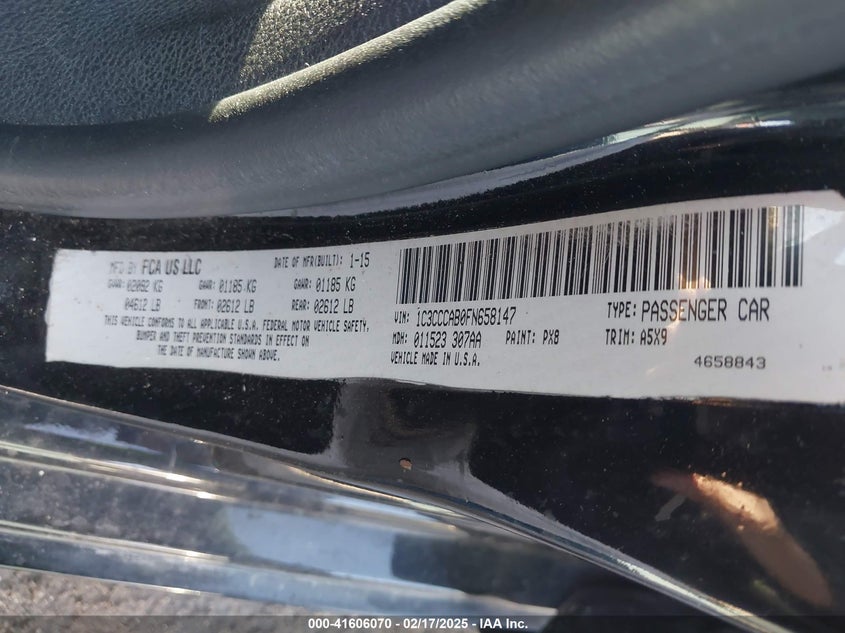 MFD BY FCA US LLC
DATE OF MFR(BUILT): 1-15
GVWR: 02092 KG GAWR: 01185 KG GAWR: 01185 KG
04612 LB FRONT: 02612 LB REAR: 02612 LB
THIS VEHICLE CONFORMS TO ALL APPLICABLE U.S.A. FEDERAL MOTOR VEHICLE SAFETY,
BUMPER AND THEFT PREVENTION STANDARDS IN EFFECT ON
THE DATE OF MANUFACTURE SHOWN ABOVE.
VIN: 1C3CCCAB0FN658147
TYPE: PASSENGER CAR
MDH: 011523 307AA PAINT: PX8 TRIM: A5X9
VEHICLE MADE IN U.S.A.
4658843
000-41606070 - 02/17/2025 - IAA Inc.